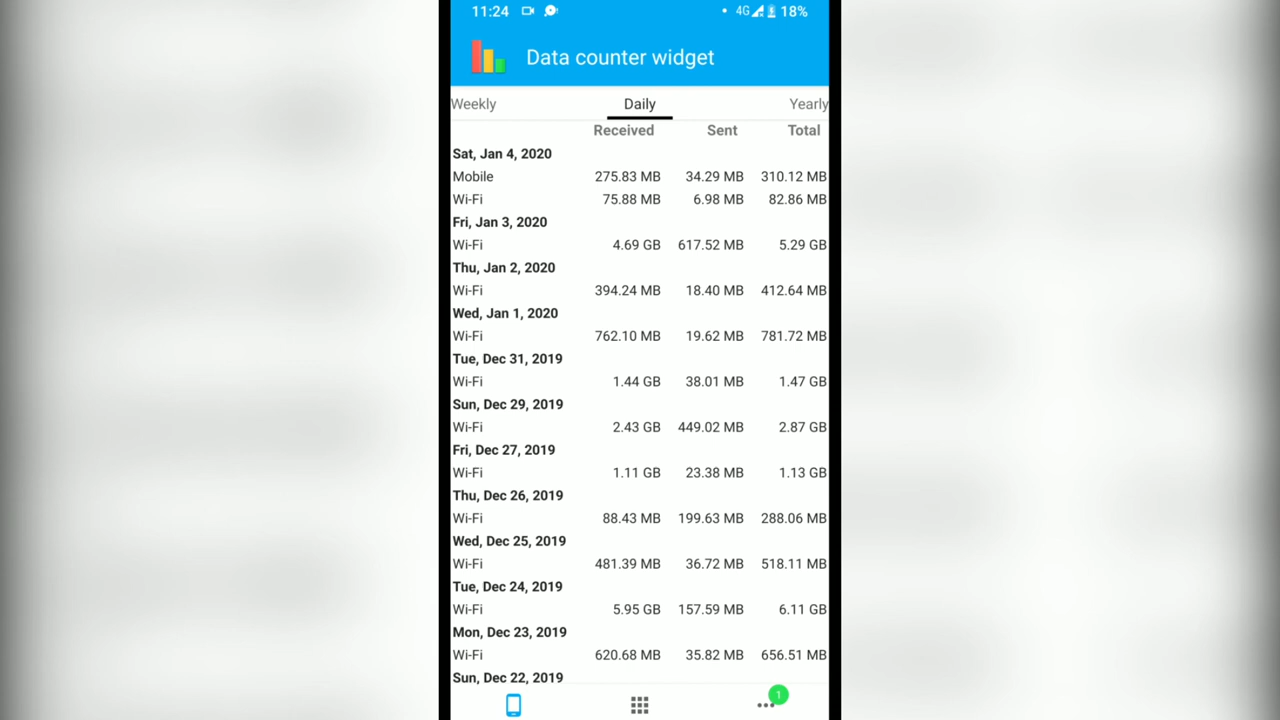 11:24 4G 18%
Data counter widget
Weekly Daily Yearly
Received Sent Total
Sat, Jan 4, 2020
Mobile 275.83 MB 34.29 MB 310.12 MB
Wi-Fi 75.88 MB 6.98 MB 82.86 MB
Fri, Jan 3, 2020
Wi-Fi 4.69 GB 617.52 MB 5.29 GB
Thu, Jan 2, 2020
Wi-Fi 394.24 MB 18.40 MB 412.64 MB
Wed, Jan 1, 2020
Wi-Fi 762.10 MB 19.62 MB 781.72 MB
Tue, Dec 31, 2019
Wi-Fi 1.44 GB 38.01 MB 1.47 GB
Sun, Dec 29, 2019
Wi-Fi 2.43 GB 449.02 MB 2.87 GB
Fri, Dec 27, 2019
Wi-Fi 1.11 GB 23.38 MB 1.13 GB
Thu, Dec 26, 2019
Wi-Fi 88.43 MB 199.63 MB 288.06 MB
Wed, Dec 25, 2019
Wi-Fi 481.39 MB 36.72 MB 518.11 MB
Tue, Dec 24, 2019
Wi-Fi 5.95 GB 157.59 MB 6.11 GB
Mon, Dec 23, 2019
Wi-Fi 620.68 MB 35.82 MB 656.51 MB
Sun, Dec 22, 2019
1